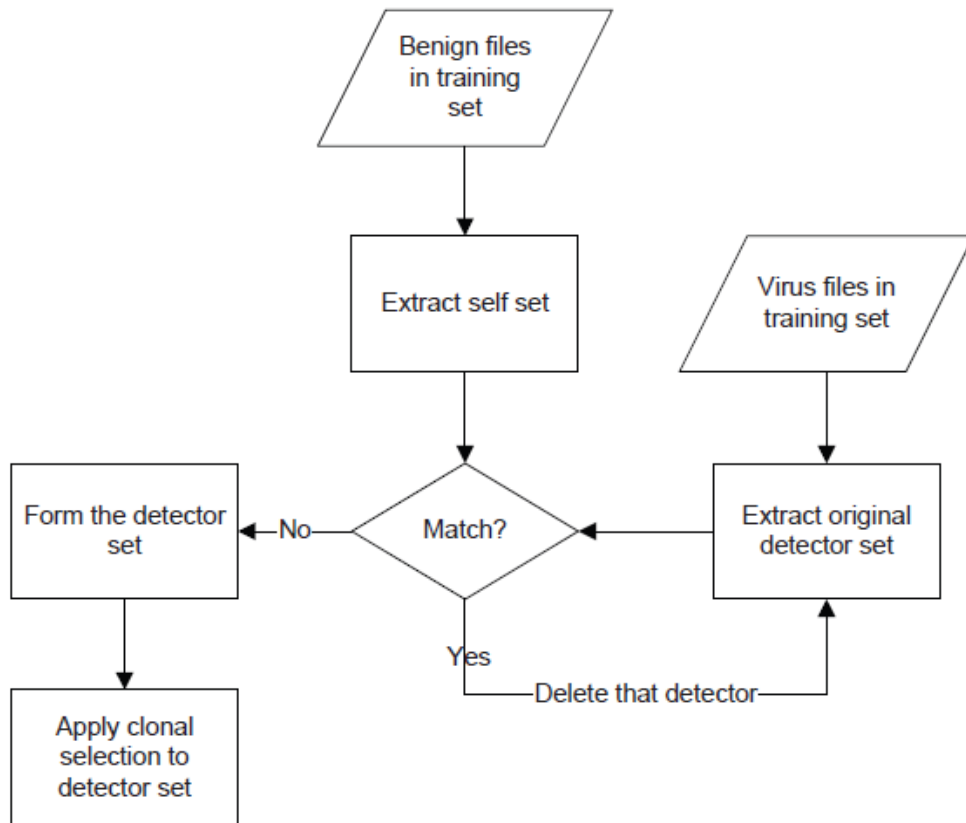 Benign files
in training
set
Extract self set
Virus files in
training set
Form the detector
set
No
Match?
Extract original
detector set
Yes
Delete that detector
Apply clonal
selection to
detector set